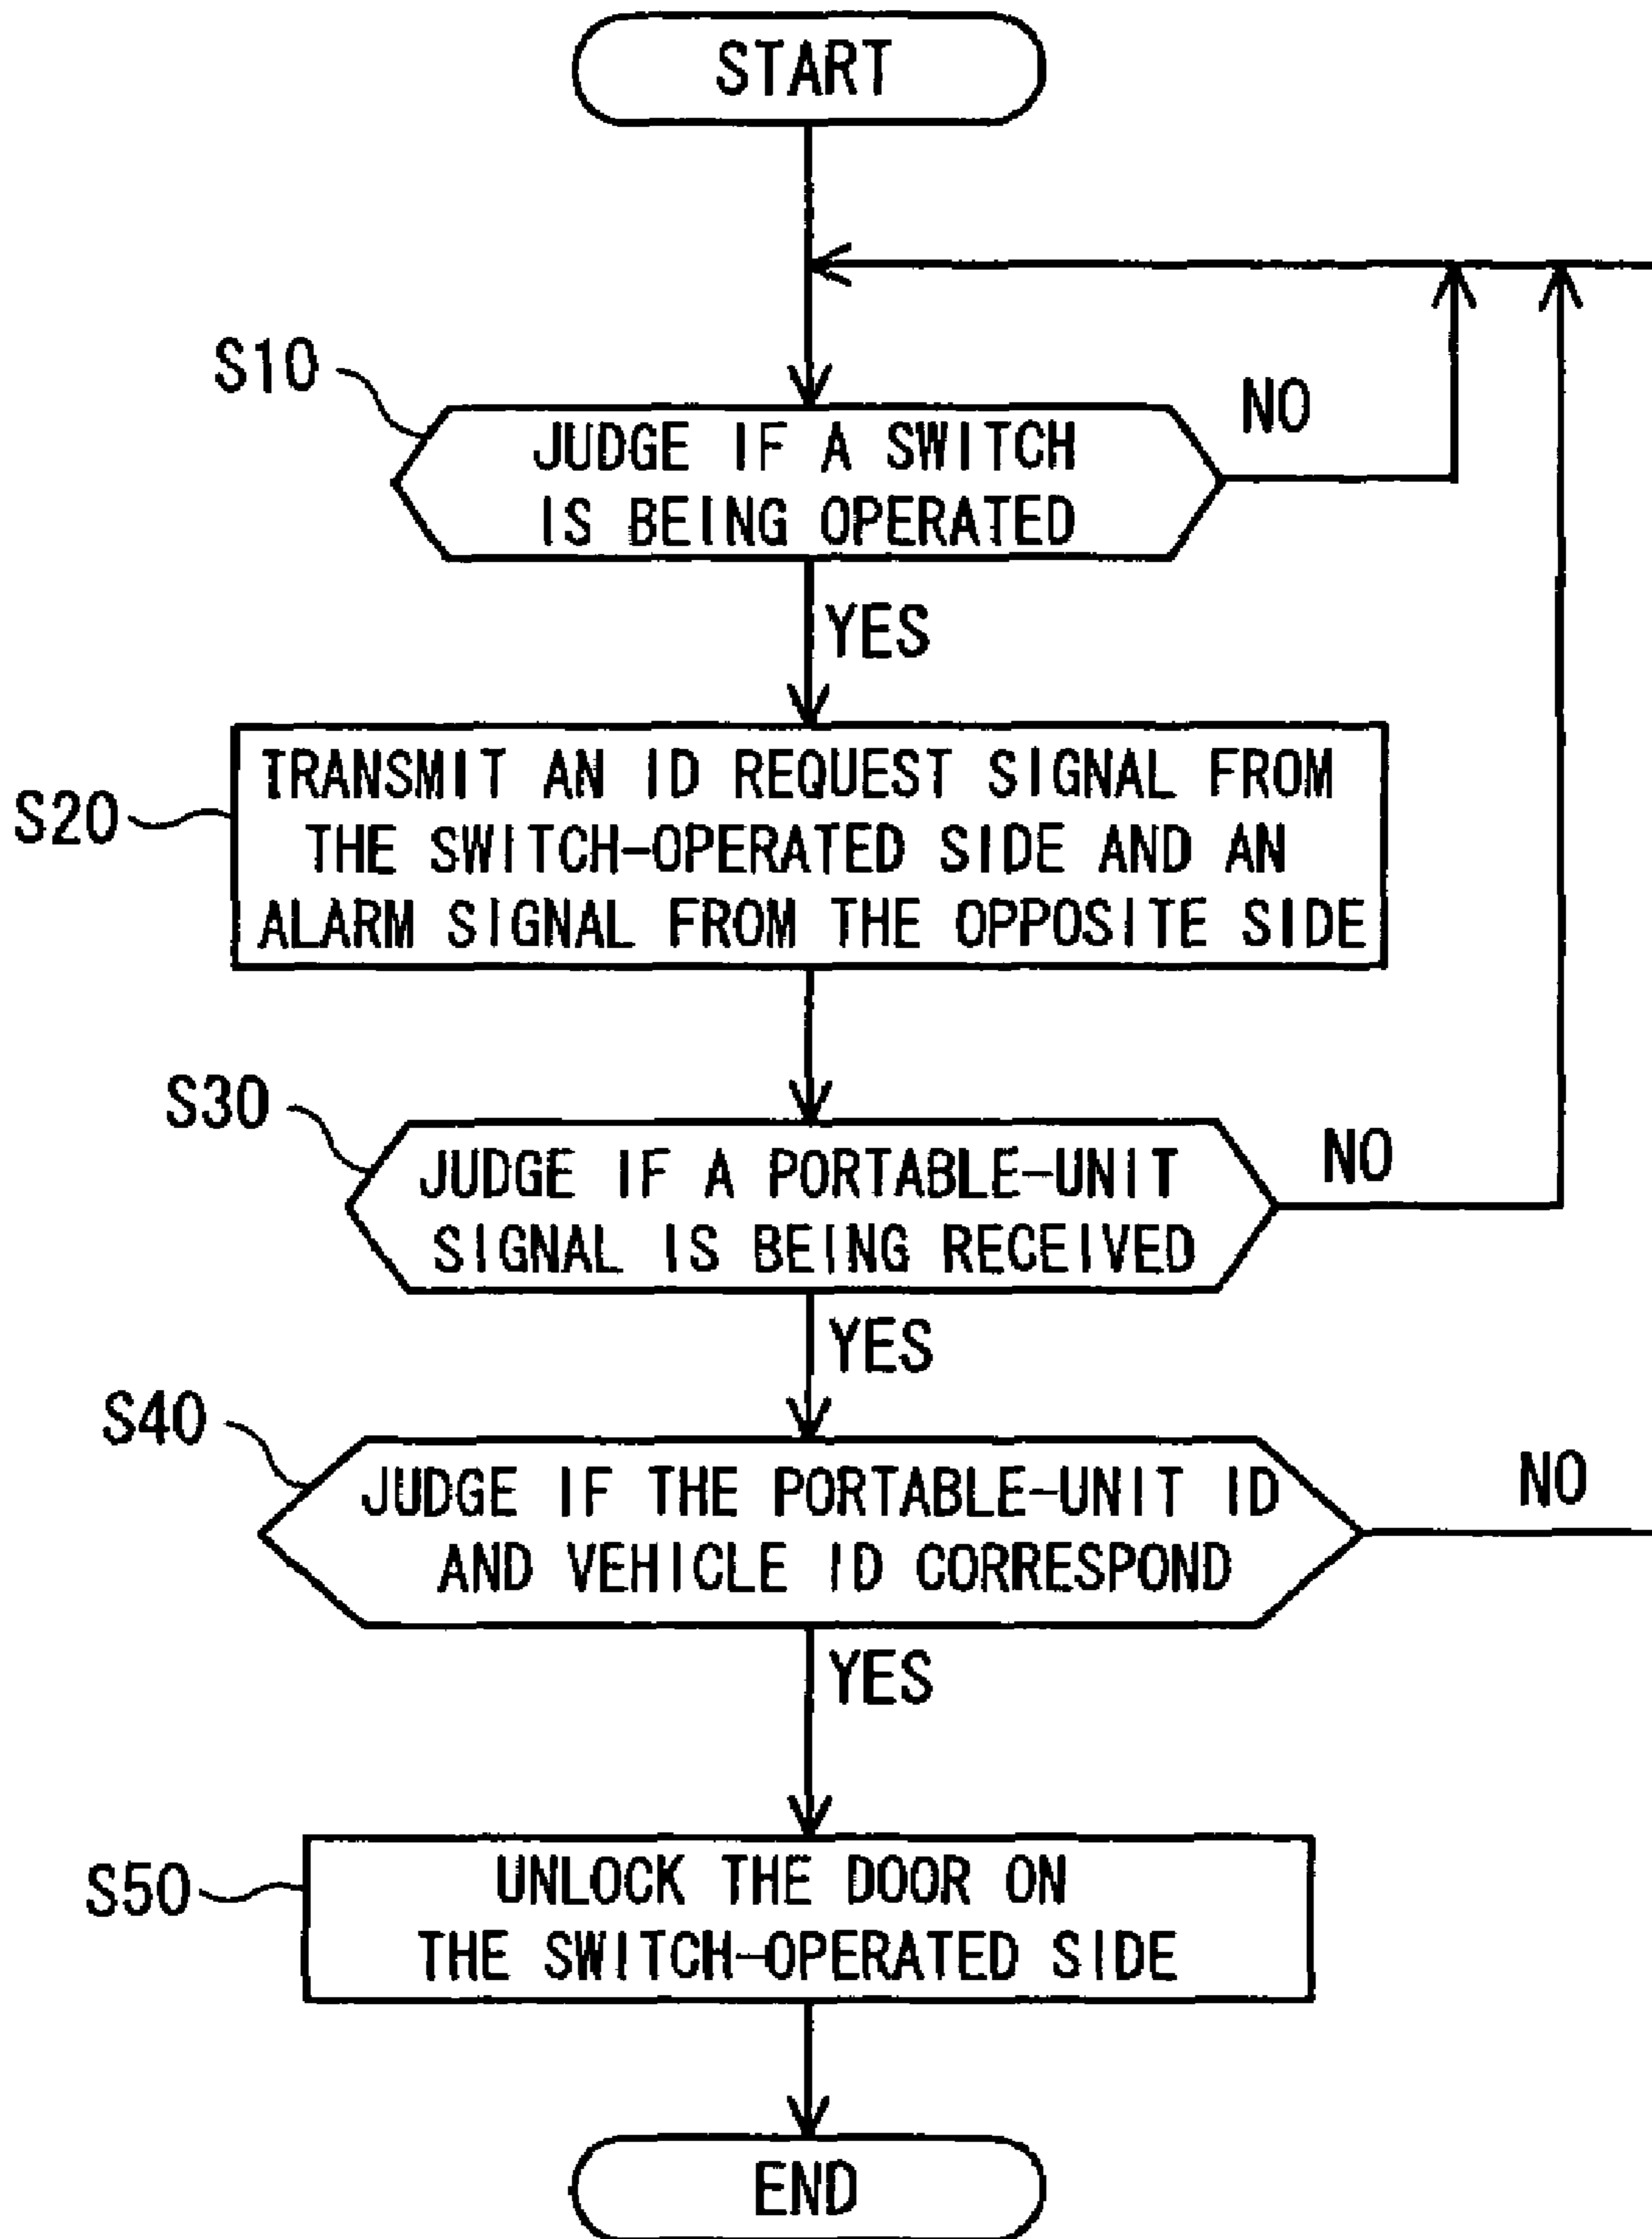 START
S10
JUDGE IF A SWITCH
IS BEING OPERATED
NO
YES
S20
TRANSMIT AN ID REQUEST SIGNAL FROM
THE SWITCH-OPERATED SIDE AND AN
ALARM SIGNAL FROM THE OPPOSITE SIDE
S30
JUDGE IF A PORTABLE-UNIT
SIGNAL IS BEING RECEIVED
NO
YES
S40
JUDGE IF THE PORTABLE-UNIT ID
AND VEHICLE ID CORRESPOND
NO
YES
S50
UNLOCK THE DOOR ON
THE SWITCH-OPERATED SIDE
END